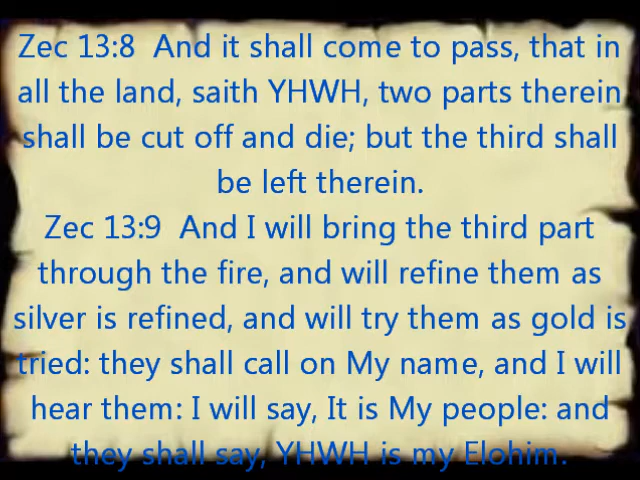 Zec 13:8  And it shall come to pass, that in
all the land, saith YHWH, two parts therein
shall be cut off and die; but the third shall
be left therein.
Zec 13:9  And I will bring the third part
through the fire, and will refine them as
silver is refined, and will try them as gold is
tried: they shall call on My name, and I will
hear them: I will say, It is My people: and
they shall say, YHWH is my Elohim.